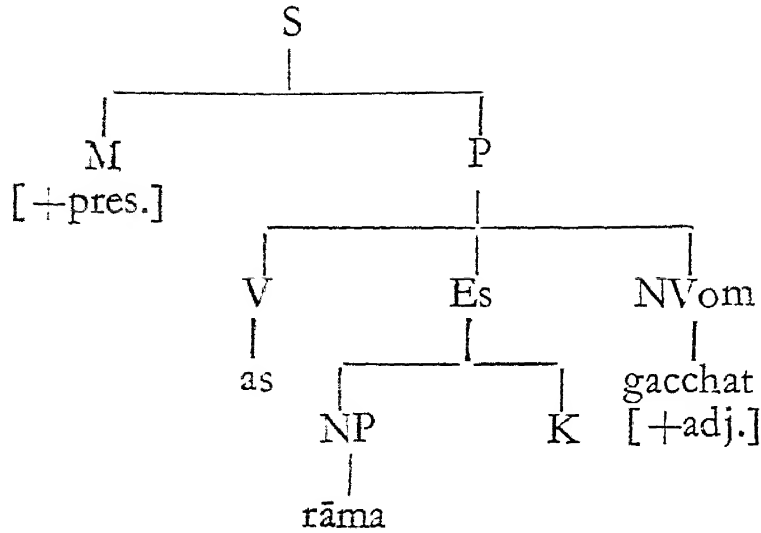 S
M P
[+pres.]
V Es NVom
as gacchat
NP K [+adj.]
rāma